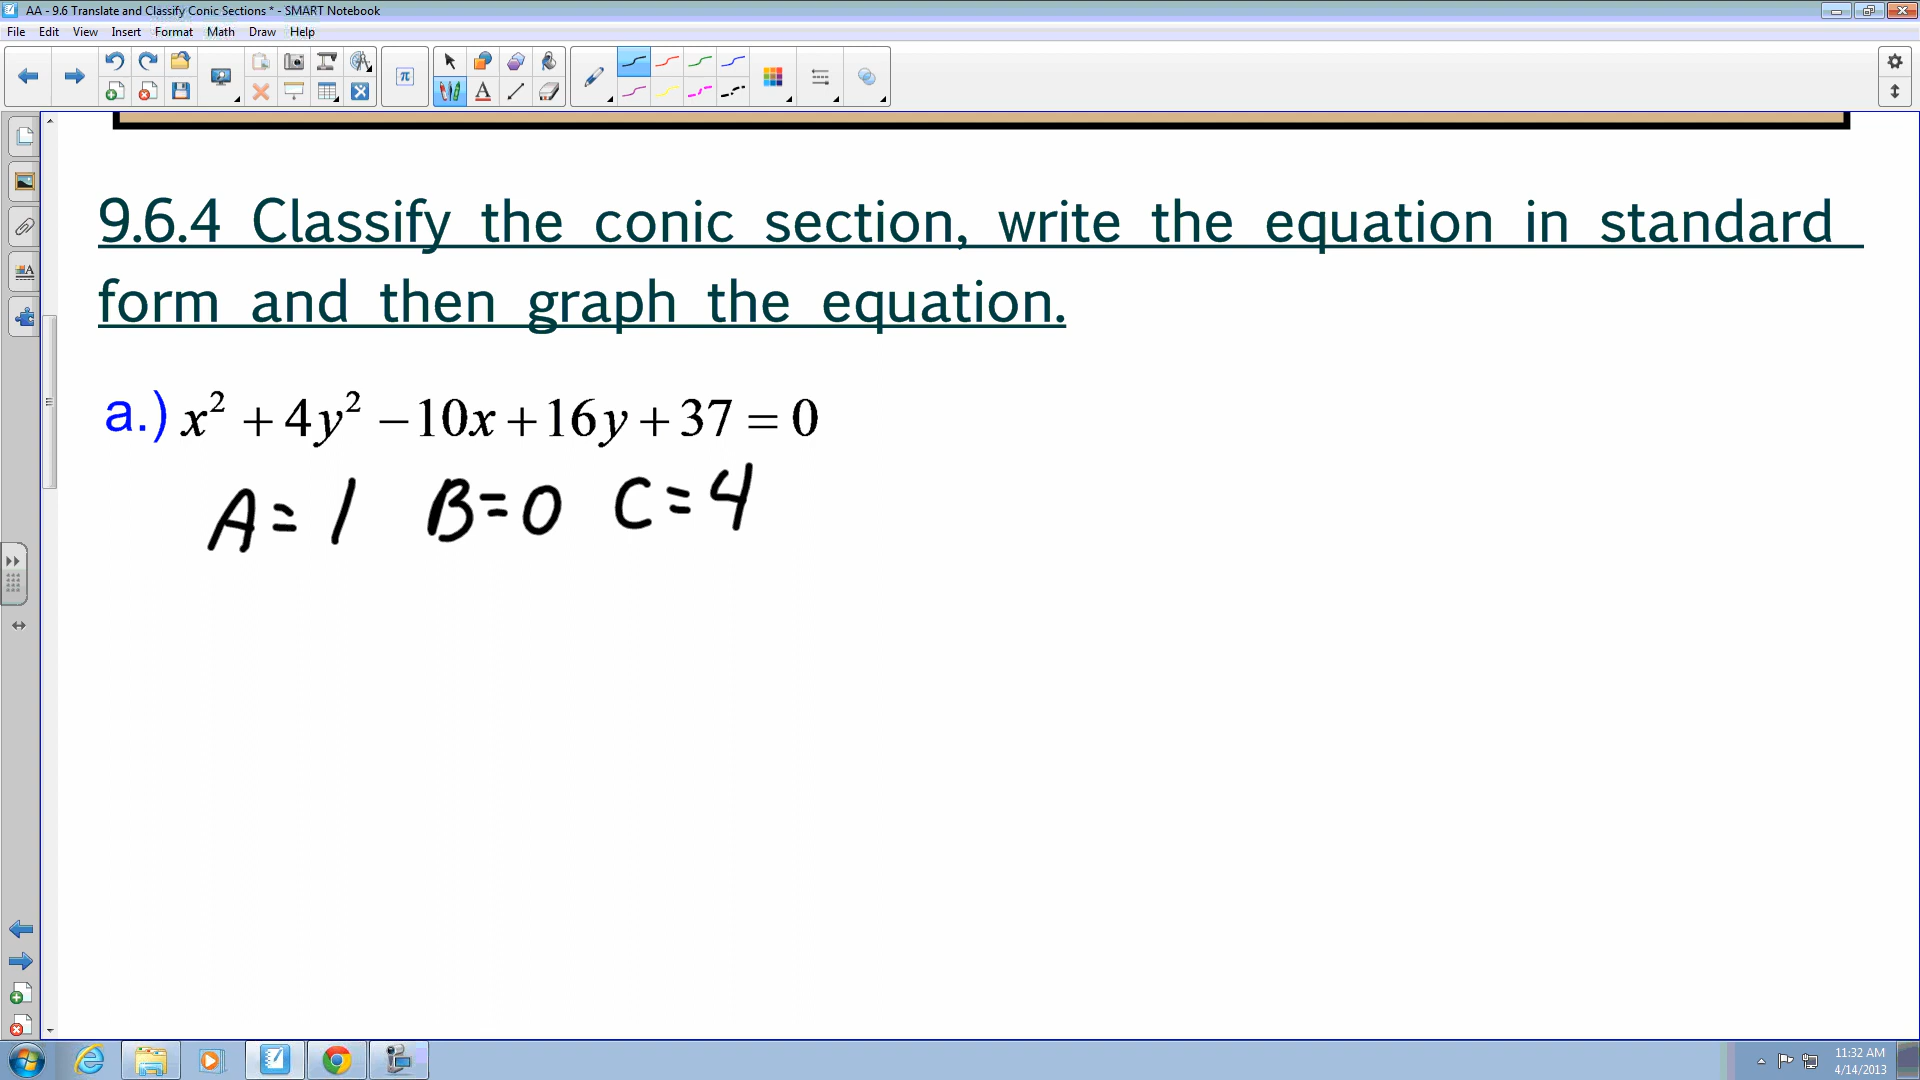 AA - 9.6 Translate and Classify Conic Sections * - SMART Notebook
File Edit View Insert Format Math Draw Help
9.6.4 Classify the conic section, write the equation in standard
form and then graph the equation.
a.) x² + 4y² − 10x + 16y + 37 = 0
A = 1 B = 0 C = 4
11:32 AM
4/14/2013